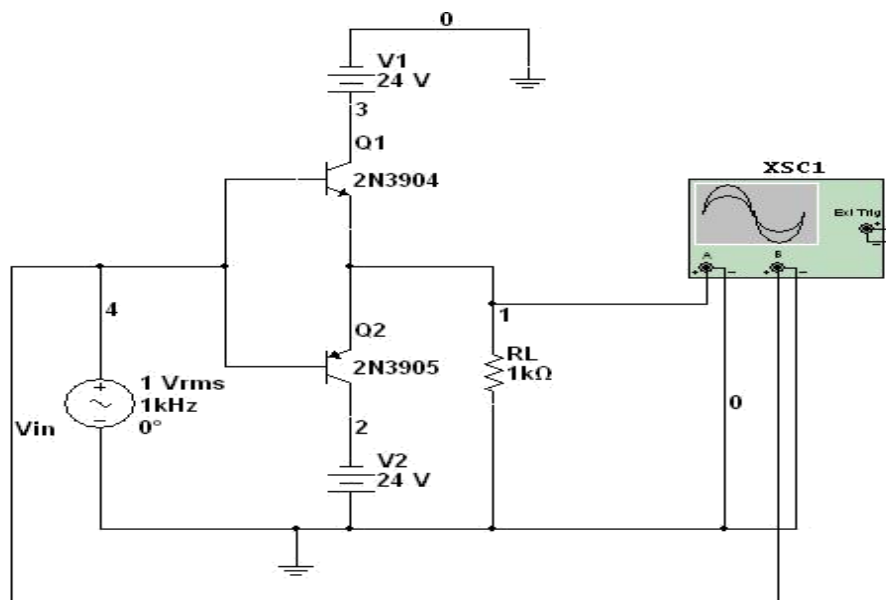 0
V1
24 V
3
Q1
2N3904
XSC1
Ext Trig
+
-
A
B
+ - + -
4
1
Q2
2N3905
RL
1kΩ
1 Vrms
1kHz
0°
Vin
+
-
2
0
V2
24 V